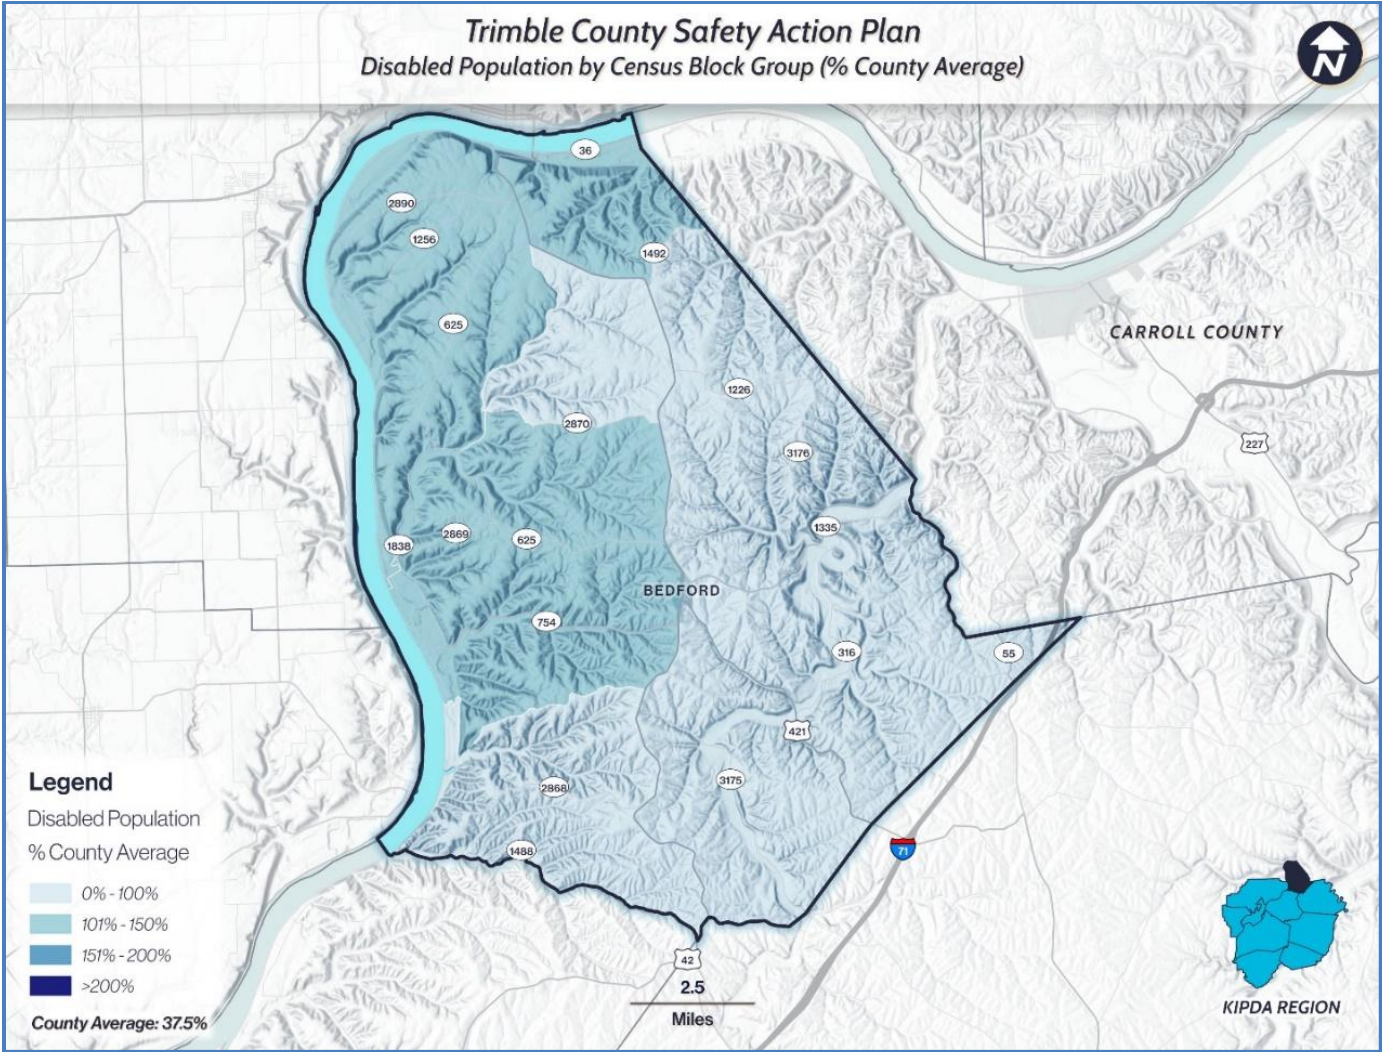 Trimble County Safety Action Plan
Disabled Population by Census Block Group (% County Average)
N
36
2890
1256
1492
625
CARROLL COUNTY
1226
2870
227
3176
1335
2869
625
1838
BEDFORD
754
316
55
421
3175
2868
1488
71
42
2.5
Miles
Legend
Disabled Population
% County Average
0% - 100%
101% - 150%
151% - 200%
>200%
County Average: 37.5%
KIPDA REGION